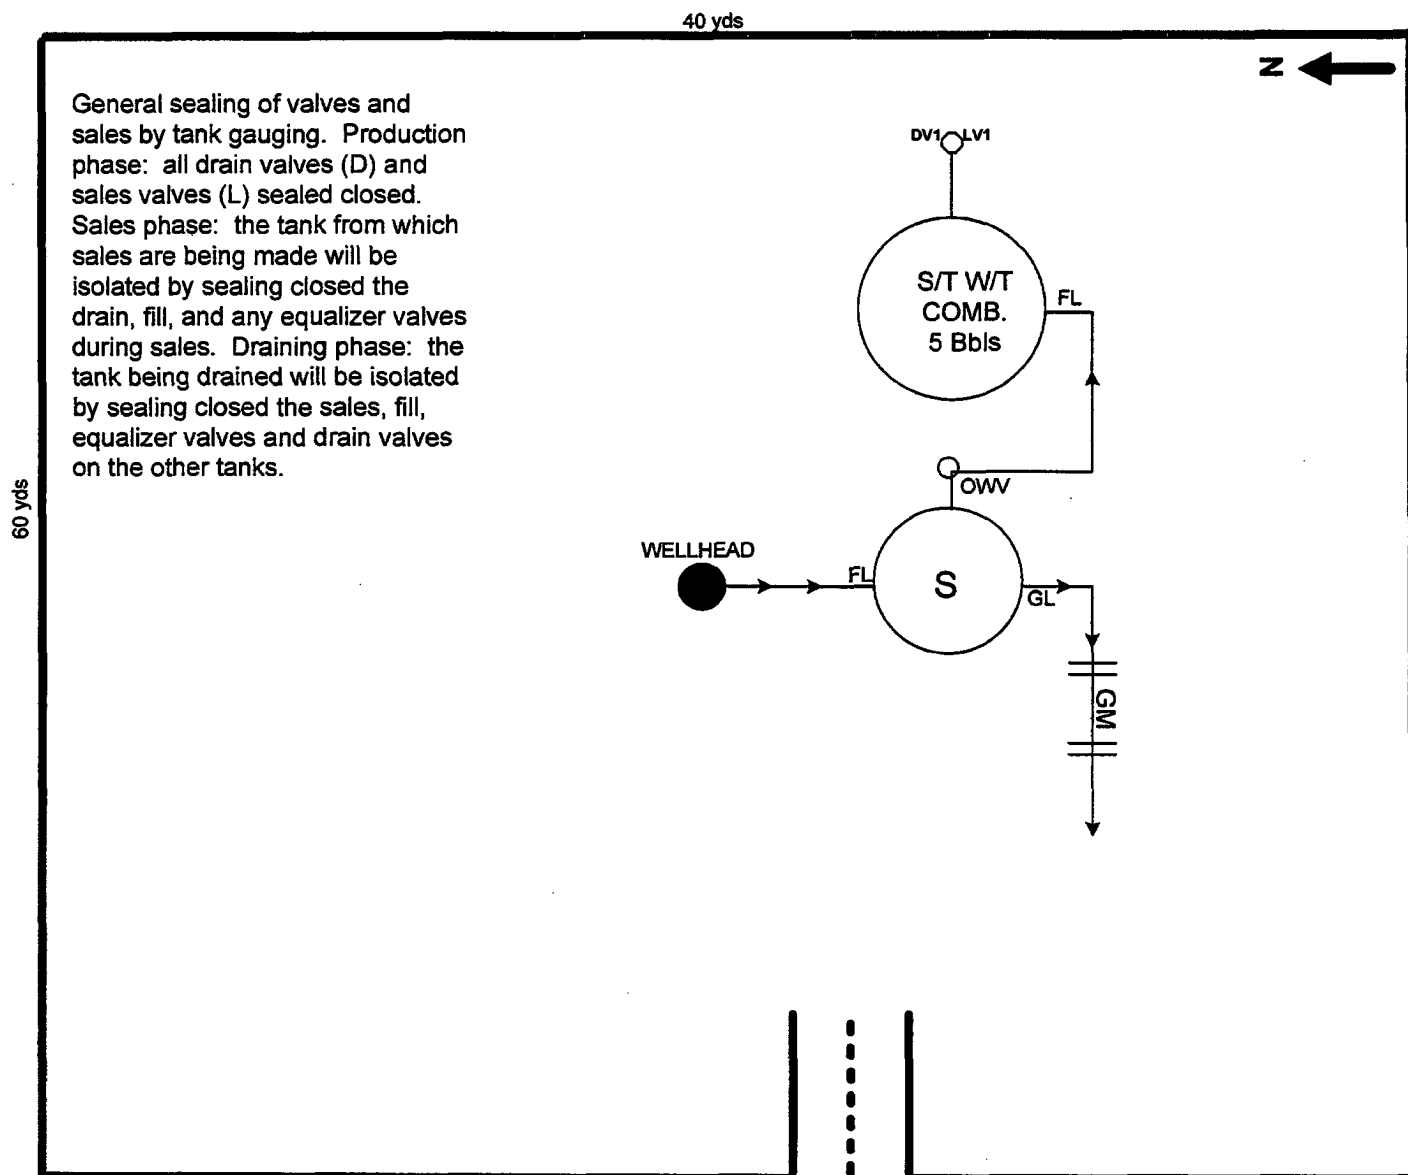 40 yds
N
General sealing of valves and
sales by tank gauging. Production
phase: all drain valves (D) and
sales valves (L) sealed closed.
Sales phase: the tank from which
sales are being made will be
isolated by sealing closed the
drain, fill, and any equalizer valves
during sales. Draining phase: the
tank being drained will be isolated
by sealing closed the sales, fill,
equalizer valves and drain valves
on the other tanks.
DV1 LV1
S/T W/T
COMB.
5 Bbls
FL
OWV
60 yds
WELLHEAD
FL
S
GL
GM